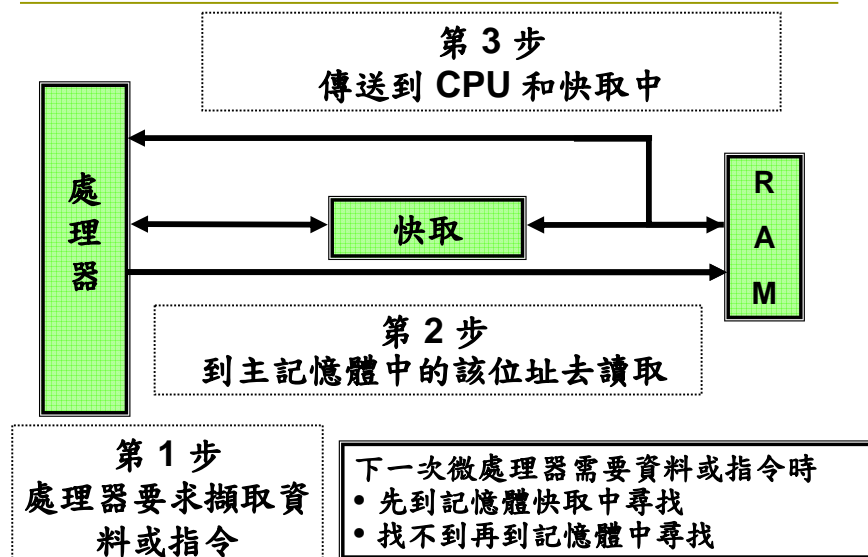 第 3 步
傳送到 CPU 和快取中
處
理
器
快取
R
A
M
第 2 步
到主記憶體中的該位址去讀取
第 1 步
處理器要求擷取資
料或指令
下一次微處理器需要資料或指令時
• 先到記憶體快取中尋找
• 找不到再到記憶體中尋找